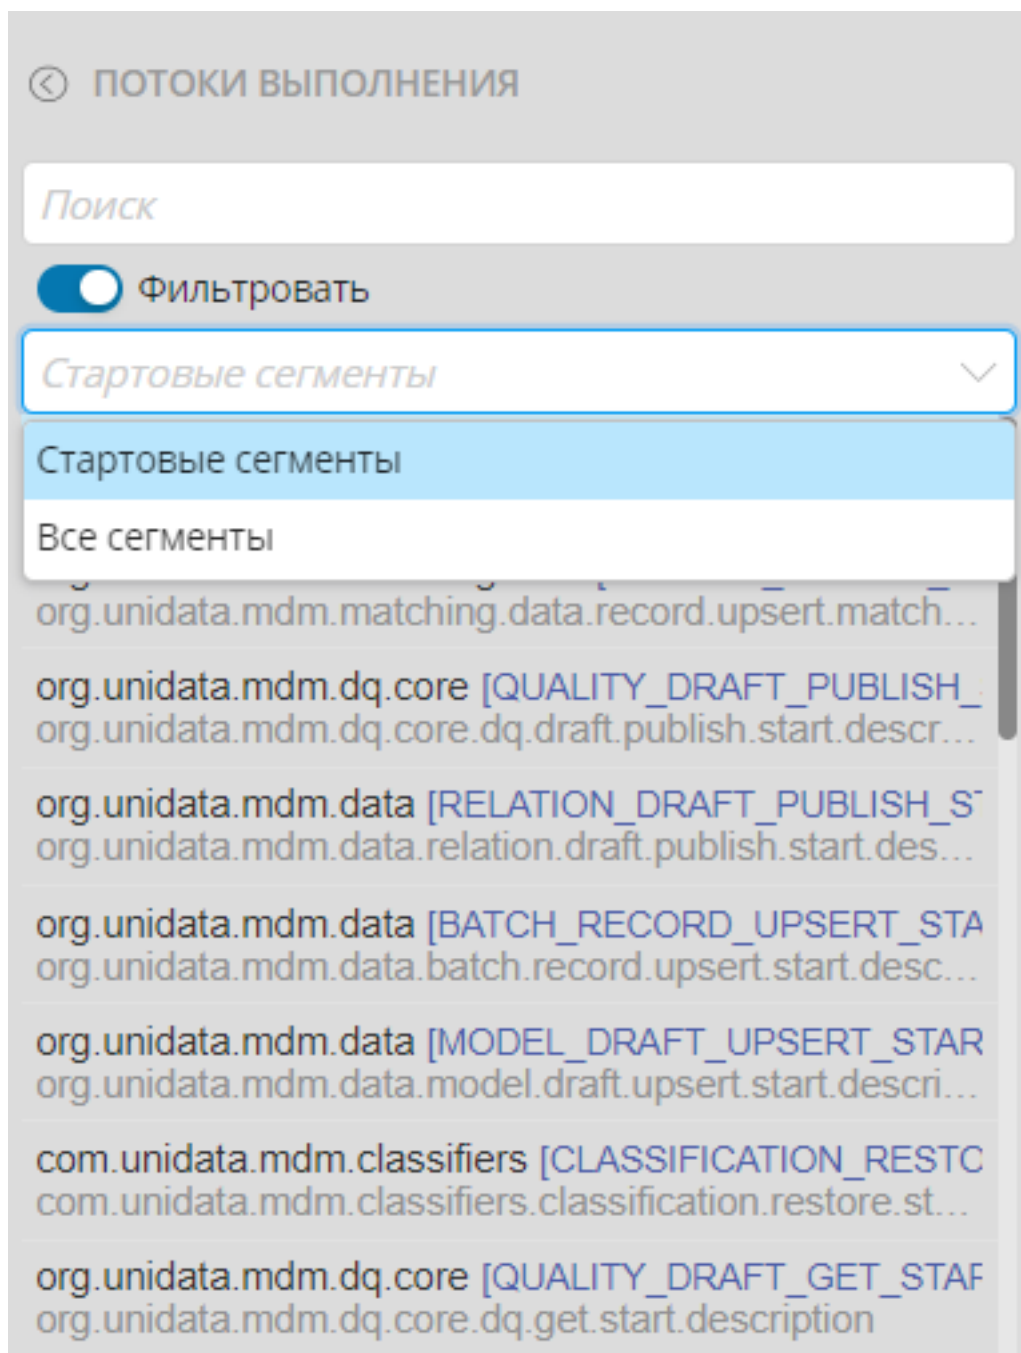 ПОТОКИ ВЫПОЛНЕНИЯ
Поиск
Фильтровать
Стартовые сегменты
Стартовые сегменты
Все сегменты
org.unidata.mdm.matching.data.record.upsert.match...
org.unidata.mdm.dq.core [QUALITY_DRAFT_PUBLISH_
org.unidata.mdm.dq.core.dq.draft.publish.start.descr...
org.unidata.mdm.data [RELATION_DRAFT_PUBLISH_ST
org.unidata.mdm.data.relation.draft.publish.start.des...
org.unidata.mdm.data [BATCH_RECORD_UPSERT_STA
org.unidata.mdm.data.batch.record.upsert.start.desc...
org.unidata.mdm.data [MODEL_DRAFT_UPSERT_STAR
org.unidata.mdm.data.model.draft.upsert.start.descri...
com.unidata.mdm.classifiers [CLASSIFICATION_RESTO
com.unidata.mdm.classifiers.classification.restore.st...
org.unidata.mdm.dq.core [QUALITY_DRAFT_GET_STAR
org.unidata.mdm.dq.core.dq.get.start.description